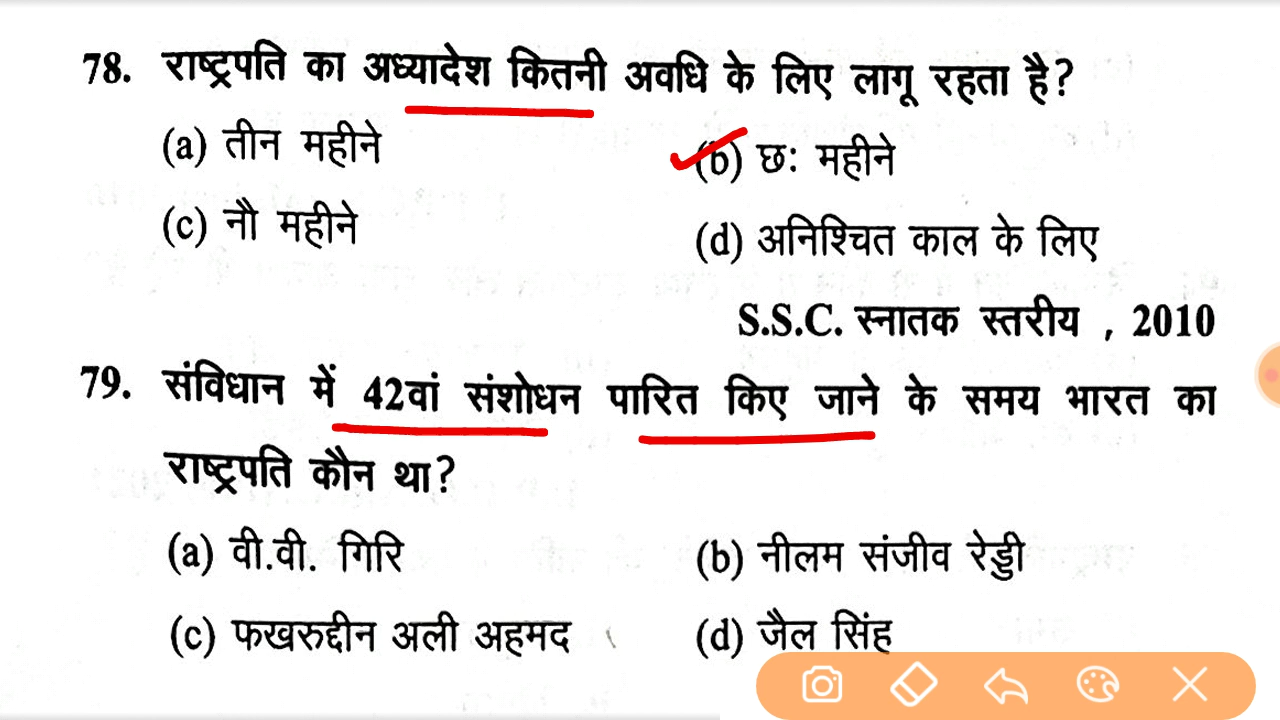 78. राष्ट्रपति का अध्यादेश कितनी अवधि के लिए लागू रहता है?
(a) तीन महीने (b) छः महीने
(c) नौ महीने (d) अनिश्चित काल के लिए
S.S.C. स्नातक स्तरीय , 2010
79. संविधान में 42वां संशोधन पारित किए जाने के समय भारत का
राष्ट्रपति कौन था?
(a) वी.वी. गिरि (b) नीलम संजीव रेड्डी
(c) फखरुद्दीन अली अहमद (d) जैल सिंह